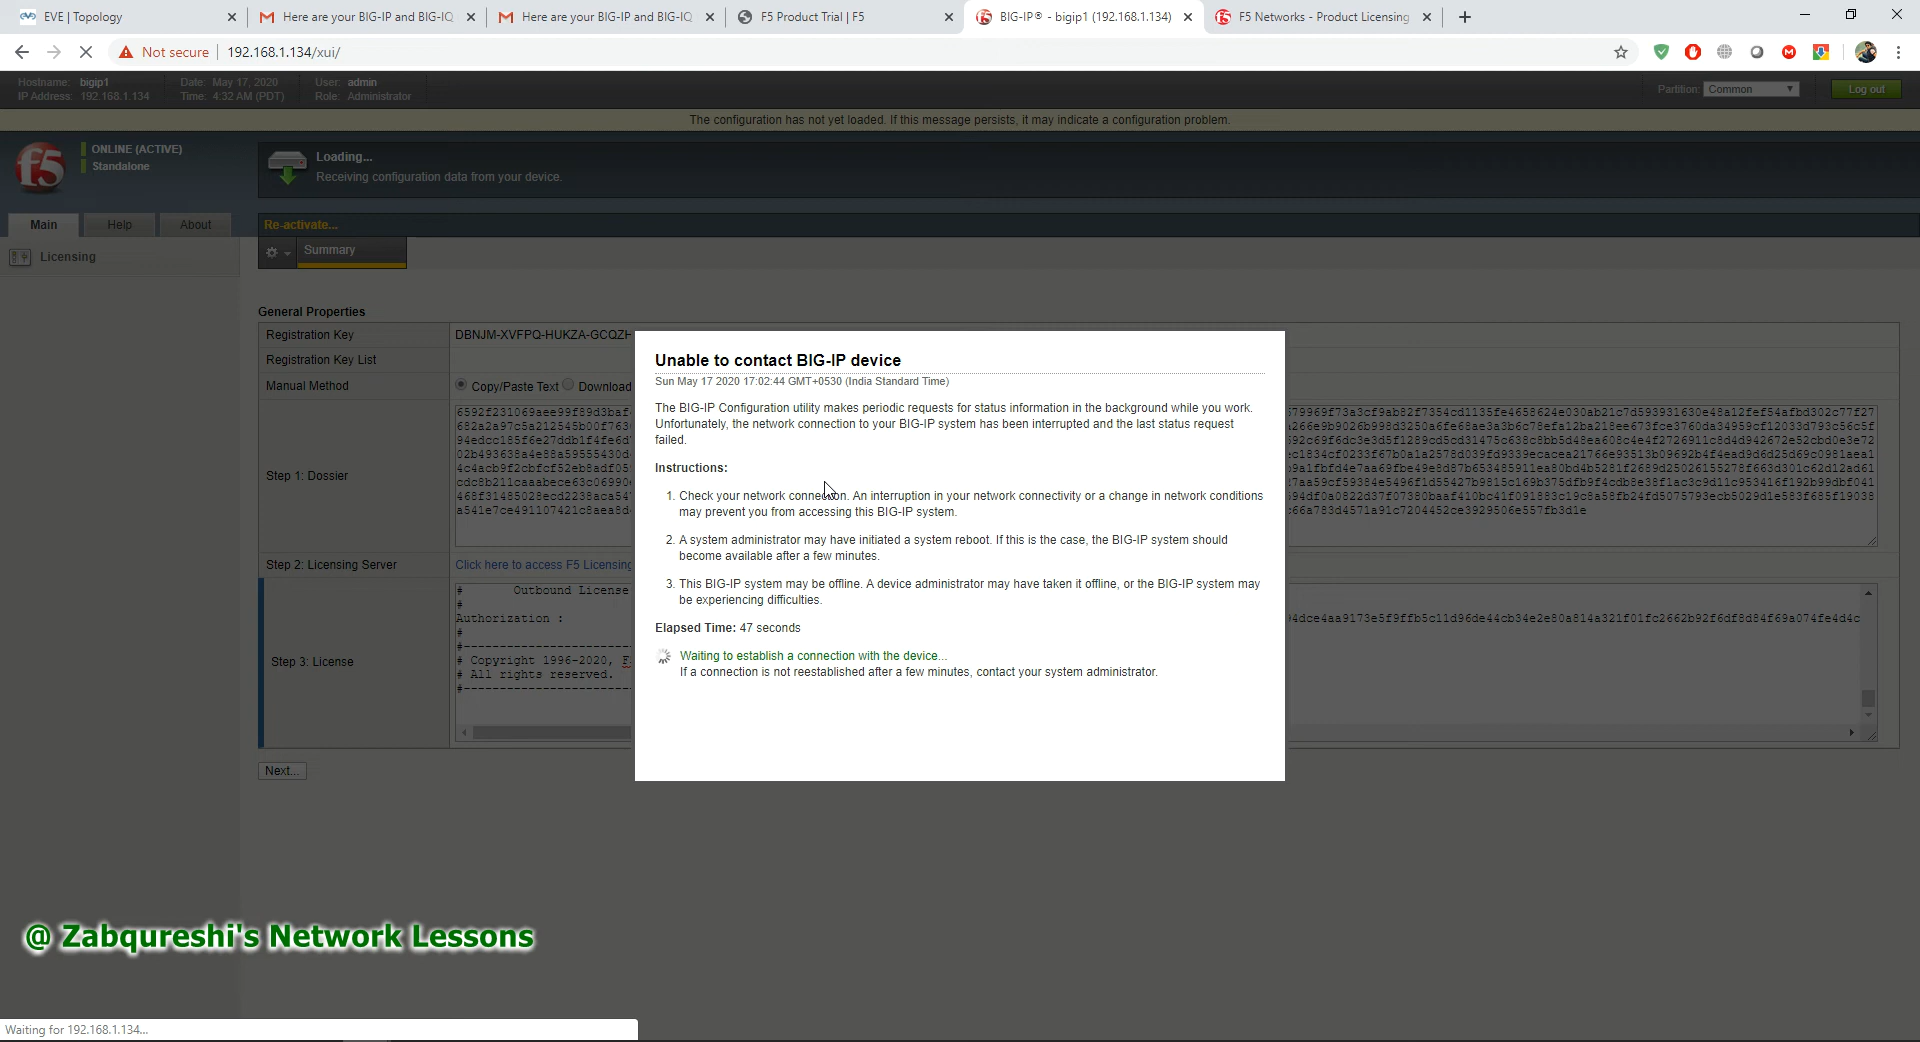 EVE | Topology
Here are your BIG-IP and BIG-IQ
Here are your BIG-IP and BIG-IQ
F5 Product Trial | F5
BIG-IP® - bigip1 (192.168.1.134)
F5 Networks - Product Licensing
Not secure
192.168.1.134/xui/
Hostname: bigip1
Date: May 17, 2020
User: admin
IP Address: 192.168.1.134
Time: 4:32 AM (PDT)
Role: Administrator
Partition: Common
Log out
The configuration has not yet loaded. If this message persists, it may indicate a configuration problem.
f5
ONLINE (ACTIVE)
Standalone
Loading...
Receiving configuration data from your device.
Main
Help
About
Re-activate...
Licensing
Summary
General Properties
Registration Key
DBNJM-XVFPQ-HUKZA-GCQZH
Registration Key List
Manual Method
Copy/Paste Text
Download
Step 1: Dossier
Step 2: Licensing Server
Click here to access F5 Licensing
Step 3: License
# Outbound License
#
Authorization :
#
#-----------------------
# Copyright 1996-2020, F
# All rights reserved.
#-----------------------
Next...
Unable to contact BIG-IP device
Sun May 17 2020 17:02:44 GMT+0530 (India Standard Time)
The BIG-IP Configuration utility makes periodic requests for status information in the background while you work.
Unfortunately, the network connection to your BIG-IP system has been interrupted and the last status request
failed.
Instructions:
1. Check your network connection. An interruption in your network connectivity or a change in network conditions
may prevent you from accessing this BIG-IP system.
2. A system administrator may have initiated a system reboot. If this is the case, the BIG-IP system should
become available after a few minutes.
3. This BIG-IP system may be offline. A device administrator may have taken it offline, or the BIG-IP system may
be experiencing difficulties.
Elapsed Time: 47 seconds
Waiting to establish a connection with the device...
If a connection is not reestablished after a few minutes, contact your system administrator.
@ Zabqureshi's Network Lessons
Waiting for 192.168.1.134...